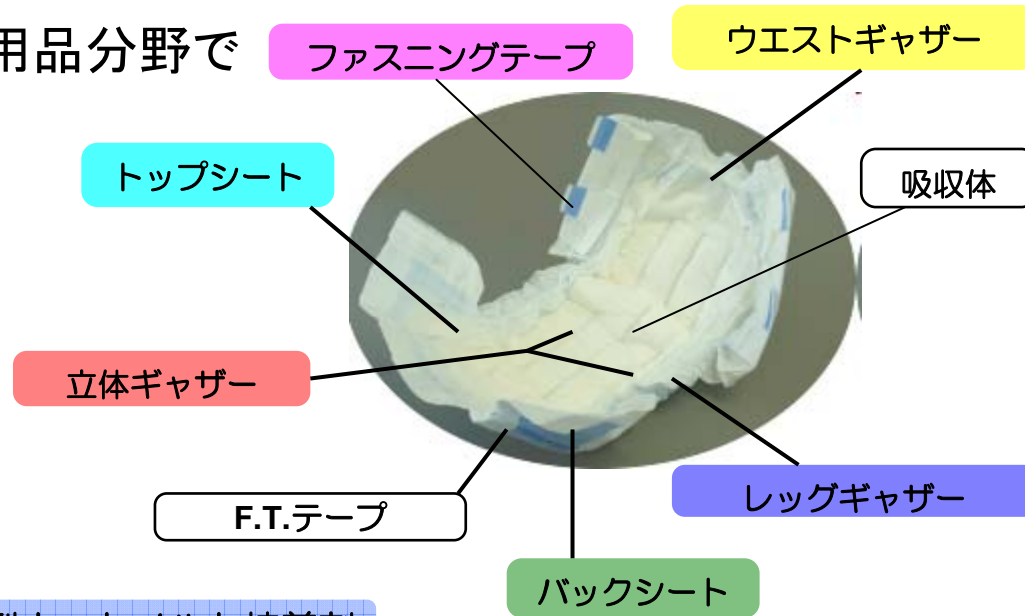 用品分野で
ファスニングテープ
ウエストギャザー
トップシート
吸収体
立体ギャザー
F.T.テープ
レッグギャザー
バックシート